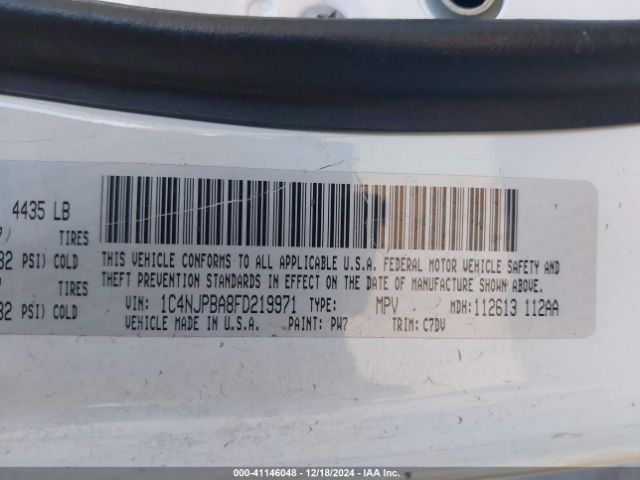 4435 LB
TIRES
32 PSI) COLD
TIRES
32 PSI) COLD
THIS VEHICLE CONFORMS TO ALL APPLICABLE U.S.A. FEDERAL MOTOR VEHICLE SAFETY AND
THEFT PREVENTION STANDARDS IN EFFECT ON THE DATE OF MANUFACTURE SHOWN ABOVE.
VIN: 1C4NJPBA8FD219971 TYPE: MPV MDH:112613 112AA
VEHICLE MADE IN U.S.A. PAINT: PW7 TRIM: C7DV
000-41146048 - 12/18/2024 - IAA Inc.